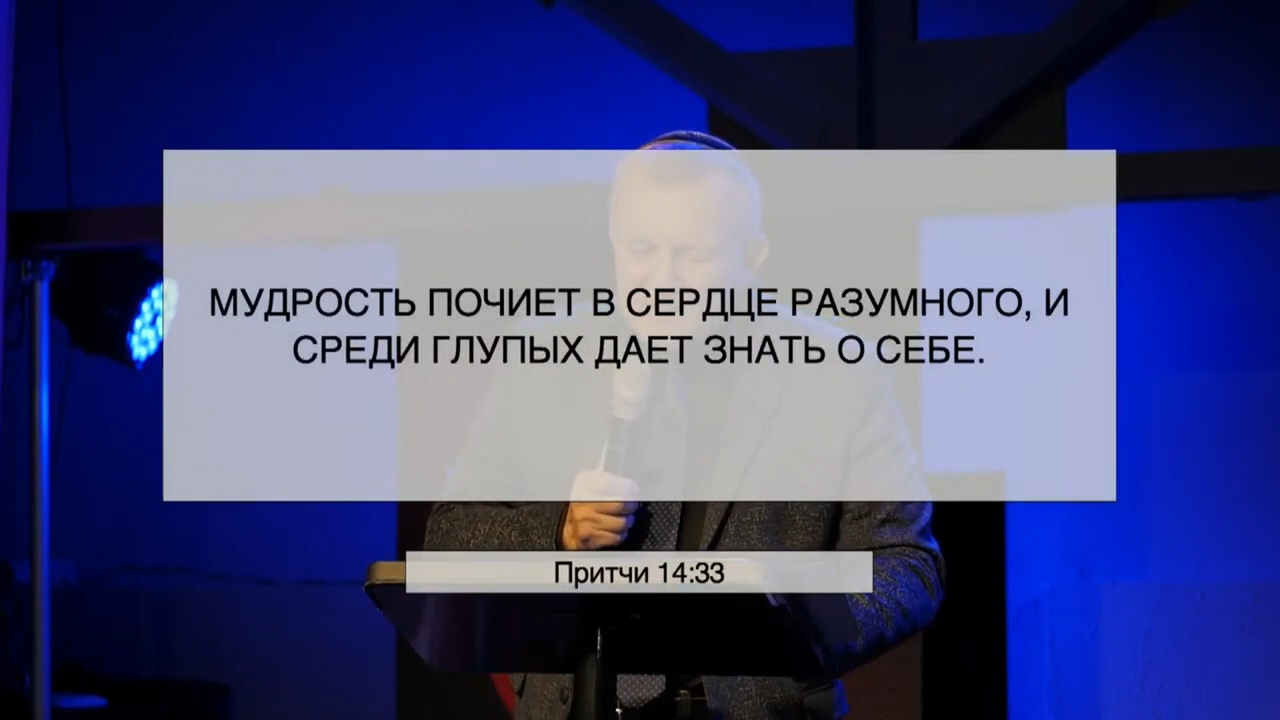 МУДРОСТЬ ПОЧИЕТ В СЕРДЦЕ РАЗУМНОГО, И
СРЕДИ ГЛУПЫХ ДАЕТ ЗНАТЬ О СЕБЕ.
Притчи 14:33